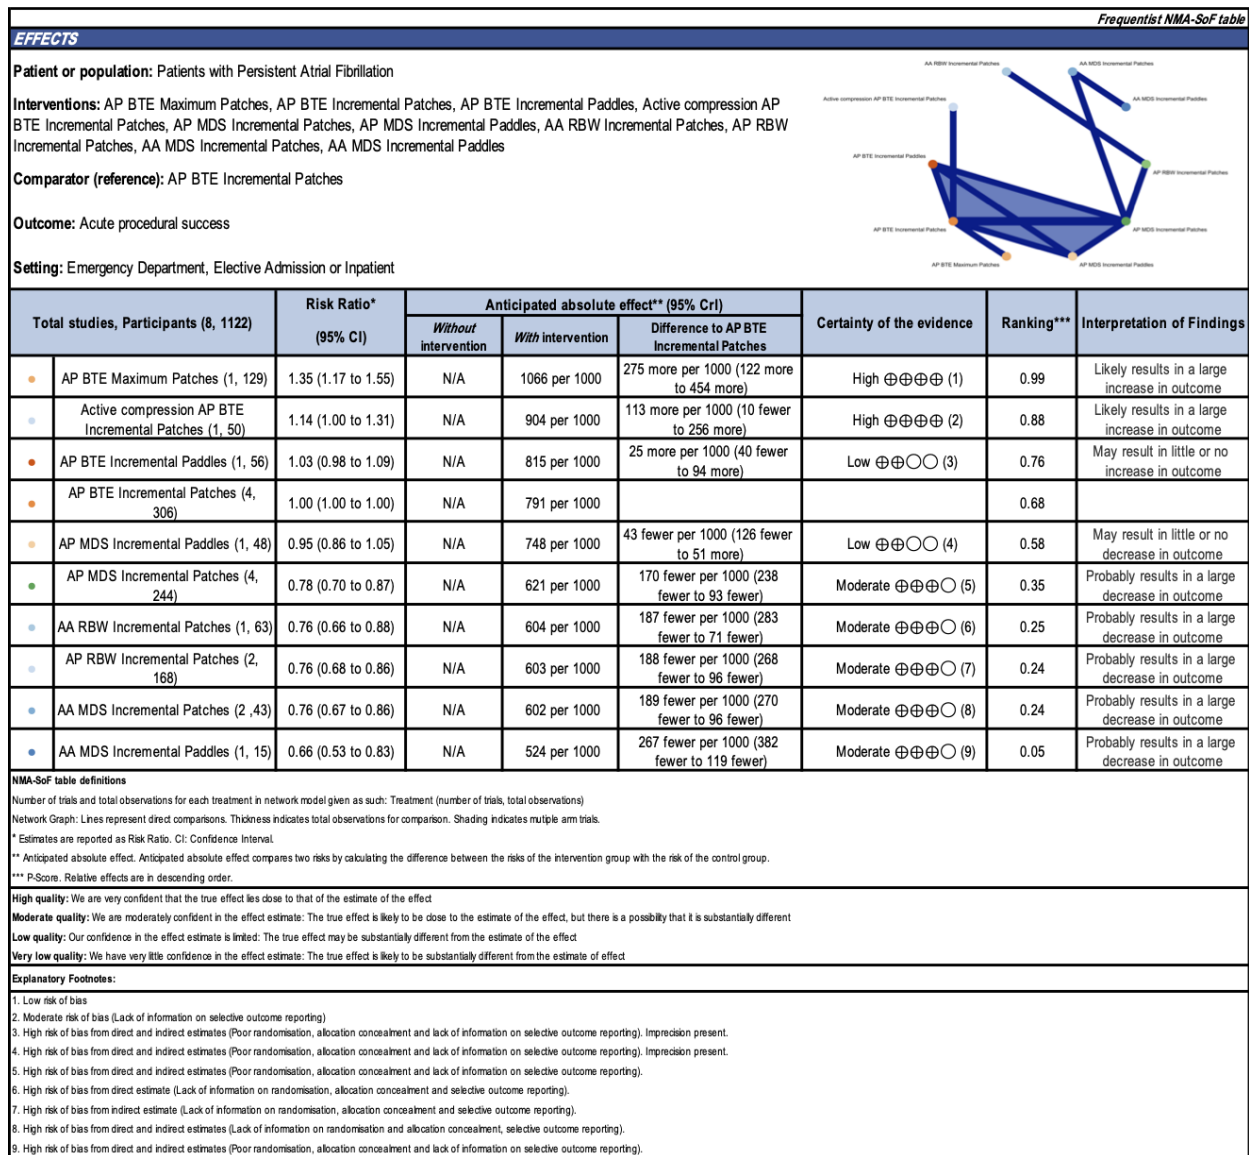 Frequentist NMA-SoF table
EFFECTS
Patient or population: Patients with Persistent Atrial Fibrillation
Interventions: AP BTE Maximum Patches, AP BTE Incremental Patches, AP BTE Incremental Paddles, Active compression AP
BTE Incremental Patches, AP MDS Incremental Patches, AP MDS Incremental Paddles, AA RBW Incremental Patches, AP RBW
Incremental Patches, AA MDS Incremental Patches, AA MDS Incremental Paddles
Comparator (reference): AP BTE Incremental Patches
Outcome: Acute procedural success
Setting: Emergency Department, Elective Admission or Inpatient
AA RBW Incremental Patches
AA MDS Incremental Patches
Active compression AP BTE Incremental Patches
AA MDS Incremental Paddles
AP BTE Incremental Paddles
AP RBW Incremental Patches
AP BTE Incremental Patches
AP MDS Incremental Patches
AP BTE Maximum Patches
AP MDS Incremental Paddles
Total studies, Participants (8, 1122)
Risk Ratio*
(95% CI)
Anticipated absolute effect** (95% CrI)
Without
intervention
With intervention
Difference to AP BTE
Incremental Patches
Certainty of the evidence
Ranking***
Interpretation of Findings
AP BTE Maximum Patches (1, 129)
1.35 (1.17 to 1.55)
N/A
1066 per 1000
275 more per 1000 (122 more
to 454 more)
High ⊕⊕⊕⊕ (1)
0.99
Likely results in a large
increase in outcome
Active compression AP BTE
Incremental Patches (1, 50)
1.14 (1.00 to 1.31)
N/A
904 per 1000
113 more per 1000 (10 fewer
to 256 more)
High ⊕⊕⊕⊕ (2)
0.88
Likely results in a large
increase in outcome
AP BTE Incremental Paddles (1, 56)
1.03 (0.98 to 1.09)
N/A
815 per 1000
25 more per 1000 (40 fewer
to 94 more)
Low ⊕⊕◯◯ (3)
0.76
May result in little or no
increase in outcome
AP BTE Incremental Patches (4,
306)
1.00 (1.00 to 1.00)
N/A
791 per 1000
0.68
AP MDS Incremental Paddles (1, 48)
0.95 (0.86 to 1.05)
N/A
748 per 1000
43 fewer per 1000 (126 fewer
to 51 more)
Low ⊕⊕◯◯ (4)
0.58
May result in little or no
decrease in outcome
AP MDS Incremental Patches (4,
244)
0.78 (0.70 to 0.87)
N/A
621 per 1000
170 fewer per 1000 (238
fewer to 93 fewer)
Moderate ⊕⊕⊕◯ (5)
0.35
Probably results in a large
decrease in outcome
AA RBW Incremental Patches (1, 63)
0.76 (0.66 to 0.88)
N/A
604 per 1000
187 fewer per 1000 (283
fewer to 71 fewer)
Moderate ⊕⊕⊕◯ (6)
0.25
Probably results in a large
decrease in outcome
AP RBW Incremental Patches (2,
168)
0.76 (0.68 to 0.86)
N/A
603 per 1000
188 fewer per 1000 (268
fewer to 96 fewer)
Moderate ⊕⊕⊕◯ (7)
0.24
Probably results in a large
decrease in outcome
AA MDS Incremental Patches (2 ,43)
0.76 (0.67 to 0.86)
N/A
602 per 1000
189 fewer per 1000 (270
fewer to 96 fewer)
Moderate ⊕⊕⊕◯ (8)
0.24
Probably results in a large
decrease in outcome
AA MDS Incremental Paddles (1, 15)
0.66 (0.53 to 0.83)
N/A
524 per 1000
267 fewer per 1000 (382
fewer to 119 fewer)
Moderate ⊕⊕⊕◯ (9)
0.05
Probably results in a large
decrease in outcome
NMA-SoF table definitions
Number of trials and total observations for each treatment in network model given as such: Treatment (number of trials, total observations)
Network Graph: Lines represent direct comparisons. Thickness indicates total observations for comparison. Shading indicates mutiple arm trials.
* Estimates are reported as Risk Ratio. CI: Confidence Interval.
** Anticipated absolute effect. Anticipated absolute effect compares two risks by calculating the difference between the risks of the intervention group with the risk of the control group.
*** P-Score. Relative effects are in descending order.
High quality: We are very confident that the true effect lies close to that of the estimate of the effect
Moderate quality: We are moderately confident in the effect estimate: The true effect is likely to be close to the estimate of the effect, but there is a possibility that it is substantially different
Low quality: Our confidence in the effect estimate is limited: The true effect may be substantially different from the estimate of the effect
Very low quality: We have very little confidence in the effect estimate: The true effect is likely to be substantially different from the estimate of effect
Explanatory Footnotes:
1. Low risk of bias
2. Moderate risk of bias (Lack of information on selective outcome reporting)
3. High risk of bias from direct and indirect estimates (Poor randomisation, allocation concealment and lack of information on selective outcome reporting). Imprecision present.
4. High risk of bias from direct and indirect estimates (Poor randomisation, allocation concealment and lack of information on selective outcome reporting). Imprecision present.
5. High risk of bias from direct and indirect estimates (Poor randomisation, allocation concealment and lack of information on selective outcome reporting).
6. High risk of bias from direct estimate (Lack of information on randomisation, allocation concealment and selective outcome reporting).
7. High risk of bias from indirect estimate (Lack of information on randomisation, allocation concealment and selective outcome reporting).
8. High risk of bias from direct and indirect estimates (Lack of information on randomisation and allocation concealment, selective outcome reporting).
9. High risk of bias from direct and indirect estimates (Poor randomisation, allocation concealment and lack of information on selective outcome reporting).